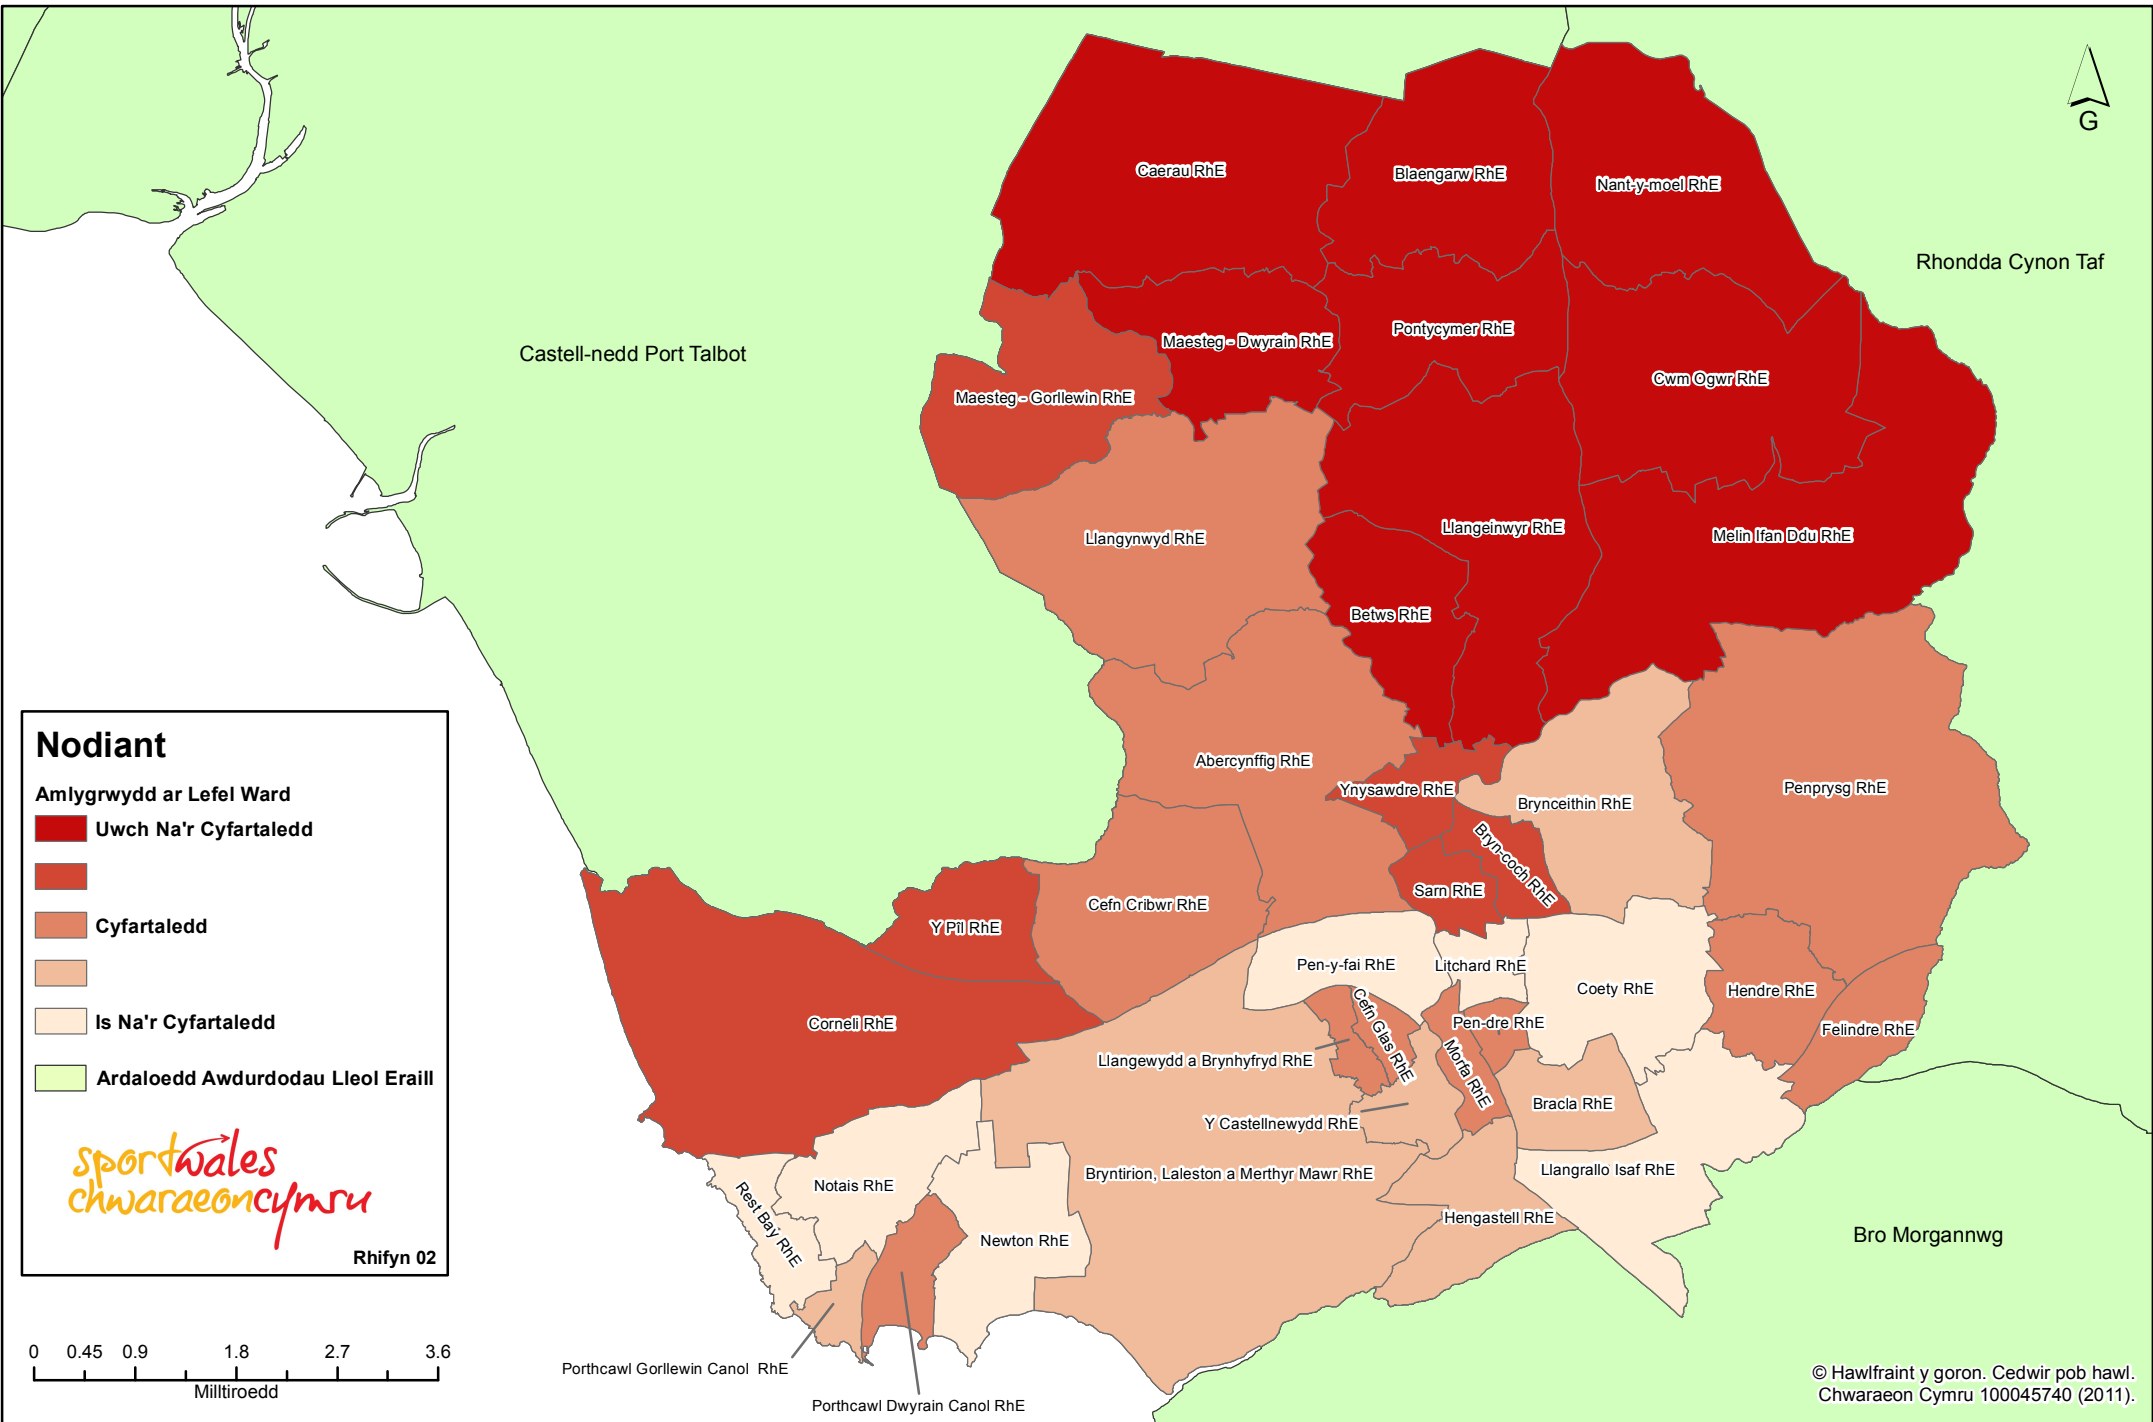 G
Caerau RhE
Blaengarw RhE
Nant-y-moel RhE
Rhondda Cynon Taf
Castell-nedd Port Talbot
Maesteg - Dwyrain RhE
Pontycymer RhE
Cwm Ogwr RhE
Maesteg - Gorllewin RhE
Llangynwyd RhE
Llangeinwyr RhE
Melin Ifan Ddu RhE
Betws RhE
Abercynffig RhE
Ynysawdre RhE
Brynceithin RhE
Penprysg RhE
Bryn-coch RhE
Sarn RhE
Cefn Cribwr RhE
Y Pîl RhE
Pen-y-fai RhE
Litchard RhE
Coety RhE
Hendre RhE
Corneli RhE
Cefn Glas RhE
Pen-dre RhE
Felindre RhE
Llangewydd a Brynhyfryd RhE
Morfa RhE
Bracla RhE
Y Castellnewydd RhE
Bryntirion, Laleston a Merthyr Mawr RhE
Llangrallo Isaf RhE
Notais RhE
Rest Bay RhE
Newton RhE
Hengastell RhE
Bro Morgannwg
Porthcawl Gorllewin Canol  RhE
Porthcawl Dwyrain Canol RhE
Nodiant
Amlygrwydd ar Lefel Ward
Uwch Na'r Cyfartaledd
Cyfartaledd
Is Na'r Cyfartaledd
Ardaloedd Awdurdodau Lleol Eraill
sportwales
chwaraeoncymru
Rhifyn 02
0 0.45 0.9 1.8 2.7 3.6
Milltiroedd
© Hawlfraint y goron. Cedwir pob hawl.
Chwaraeon Cymru 100045740 (2011).